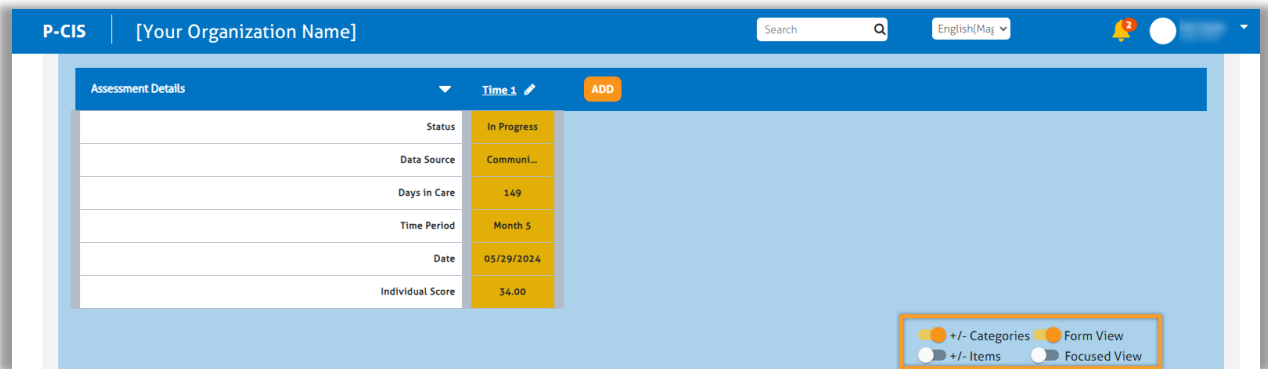 P-CIS [Your Organization Name] Search English(Maj 2
Assessment Details Time 1 ADD
Status In Progress
Data Source Communi...
Days in Care 149
Time Period Month 5
Date 05/29/2024
Individual Score 34.00
+/- Categories Form View
+/- Items Focused View